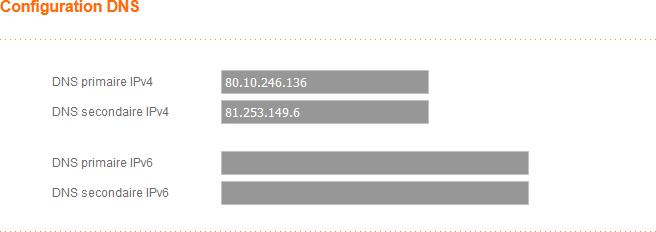 Configuration DNS
DNS primaire IPv4 80.10.246.136
DNS secondaire IPv4 81.253.149.6
DNS primaire IPv6
DNS secondaire IPv6